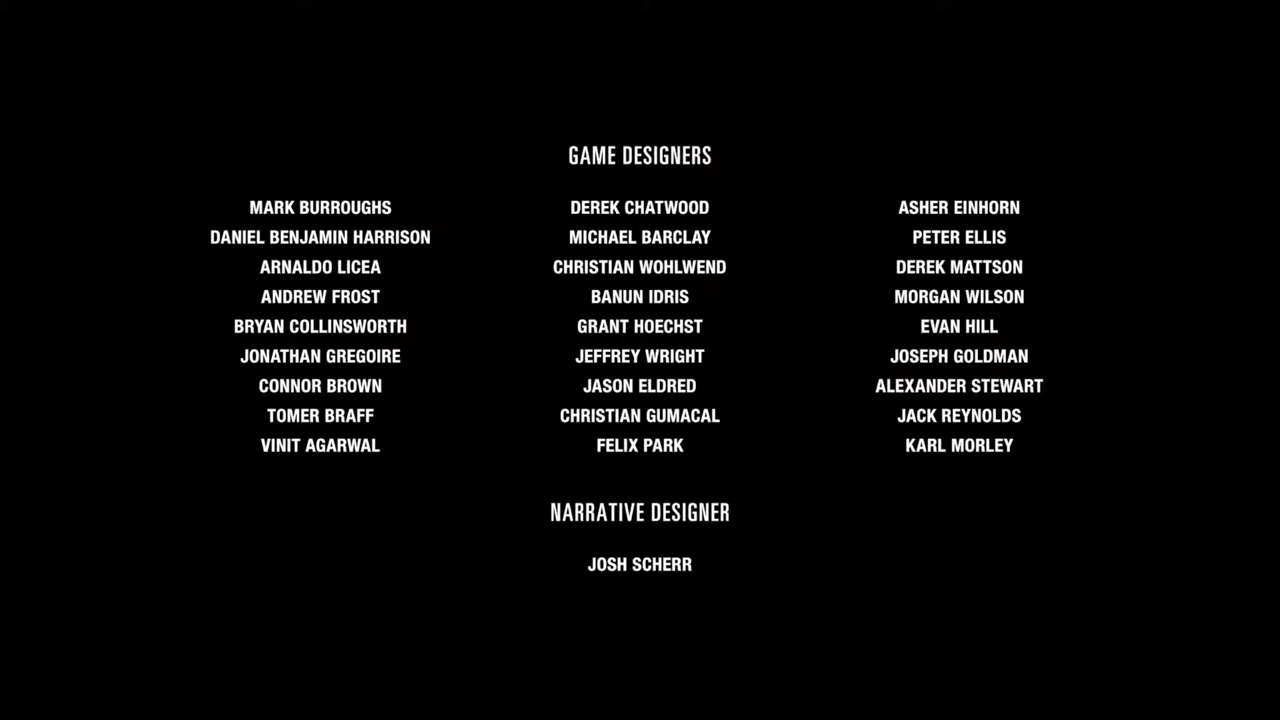 GAME DESIGNERS
MARK BURROUGHS DEREK CHATWOOD ASHER EINHORN
DANIEL BENJAMIN HARRISON MICHAEL BARCLAY PETER ELLIS
ARNALDO LICEA CHRISTIAN WOHLWEND DEREK MATTSON
ANDREW FROST BANUN IDRIS MORGAN WILSON
BRYAN COLLINSWORTH GRANT HOECHST EVAN HILL
JONATHAN GREGOIRE JEFFREY WRIGHT JOSEPH GOLDMAN
CONNOR BROWN JASON ELDRED ALEXANDER STEWART
TOMER BRAFF CHRISTIAN GUMACAL JACK REYNOLDS
VINIT AGARWAL FELIX PARK KARL MORLEY
NARRATIVE DESIGNER
JOSH SCHERR